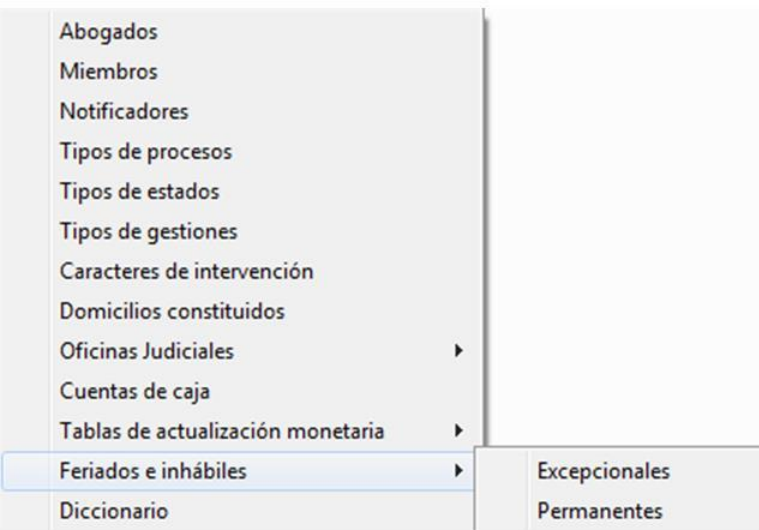 Abogados
Miembros
Notificadores
Tipos de procesos
Tipos de estados
Tipos de gestiones
Caracteres de intervención
Domicilios constituidos
Oficinas Judiciales
Cuentas de caja
Tablas de actualización monetaria
Feriados e inhábiles
Excepcionales
Diccionario
Permanentes